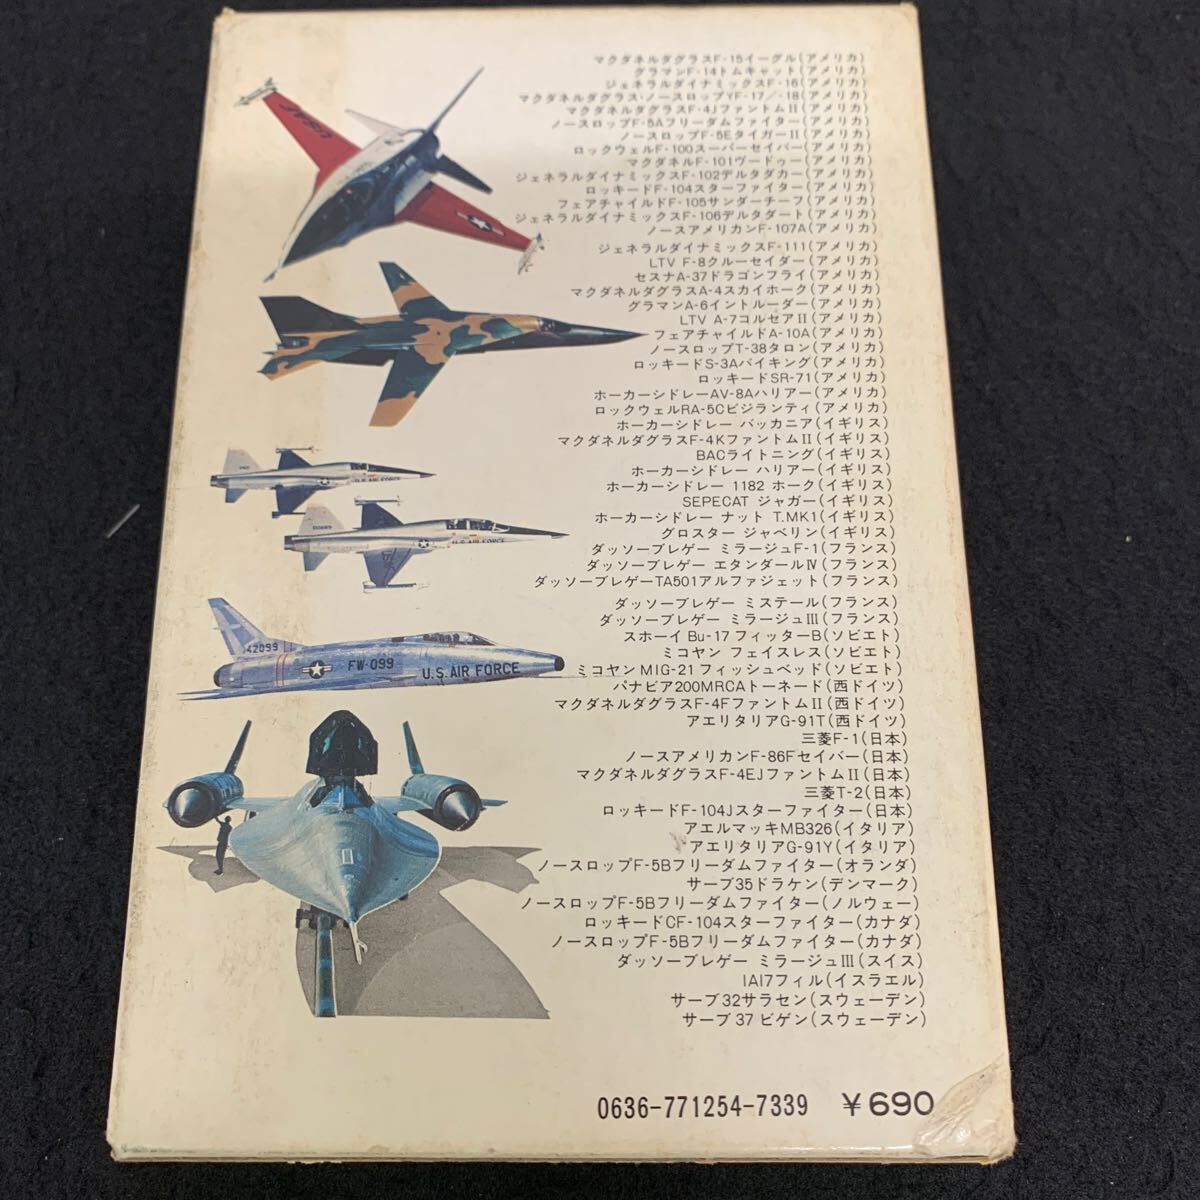 マクダネルダグラスF-15イーグル(アメリカ)
グラマンF-14トムキャット(アメリカ)
ジェネラルダイナミックスF-16(アメリカ)
マクダネルダグラス・ノースロップYF-17/-18(アメリカ)
マクダネルダグラスF-4JファントムII(アメリカ)
ノースロップF-5Aフリーダムファイター(アメリカ)
ノースロップF-5EタイガーII(アメリカ)
ロックウェルF-100スーパーセイバー(アメリカ)
マクダネルF-101ヴードゥー(アメリカ)
ジェネラルダイナミックスF-102デルタダガー(アメリカ)
ロッキードF-104スターファイター(アメリカ)
フェアチャイルドF-105サンダーチーフ(アメリカ)
ジェネラルダイナミックスF-106デルタダート(アメリカ)
ノースアメリカンF-107A(アメリカ)
ジェネラルダイナミックスF-111(アメリカ)
LTV F-8クルーセイダー(アメリカ)
セスナA-37ドラゴンフライ(アメリカ)
マクダネルダグラスA-4スカイホーク(アメリカ)
グラマンA-6イントルーダー(アメリカ)
LTV A-7コルセアII(アメリカ)
フェアチャイルドA-10A(アメリカ)
ノースロップT-38タロン(アメリカ)
ロッキードS-3Aバイキング(アメリカ)
ロッキードSR-71(アメリカ)
ホーカーシドレーAV-8Aハリアー(アメリカ)
ロックウェルRA-5Cビジランティ(アメリカ)
ホーカーシドレー バッカニア(イギリス)
マクダネルダグラスF-4KファントムII(イギリス)
BACライトニング(イギリス)
ホーカーシドレー ハリアー(イギリス)
ホーカーシドレー 1182 ホーク(イギリス)
SEPECAT ジャガー(イギリス)
ホーカーシドレー ナット T.MK1(イギリス)
グロスター ジャベリン(イギリス)
ダッソーブレゲー ミラージュF-1(フランス)
ダッソーブレゲー エタンダールIV(フランス)
ダッソーブレゲーTA501アルファジェット(フランス)
ダッソーブレゲー ミステール(フランス)
ダッソーブレゲー ミラージュIII(フランス)
スホーイBu-17フィッターB(ソビエト)
ミコヤン フェイスレス(ソビエト)
ミコヤンMIG-21フィッシュベッド(ソビエト)
パナビア200MRCAトーネード(西ドイツ)
マクダネルダグラスF-4FファントムII(西ドイツ)
アエリタリアG-91T(西ドイツ)
三菱F-1(日本)
ノースアメリカンF-86Fセイバー(日本)
マクダネルダグラスF-4EJファントムII(日本)
三菱T-2(日本)
ロッキードF-104Jスターファイター(日本)
アエルマッキMB326(イタリア)
アエリタリアG-91Y(イタリア)
ノースロップF-5Bフリーダムファイター(オランダ)
サーブ35ドラケン(デンマーク)
ノースロップF-5Bフリーダムファイター(ノルウェー)
ロッキードCF-104スターファイター(カナダ)
ノースロップF-5Bフリーダムファイター(カナダ)
ダッソーブレゲー ミラージュIII(スイス)
IAI7フィル(イスラエル)
サーブ32サラセン(スウェーデン)
サーブ37 ビゲン(スウェーデン)
USAF
U.S. AIR FORCE
U.S. AIR FORCE
42099
FW-099
U.S. AIR FORCE
0636-771254-7339 ¥690